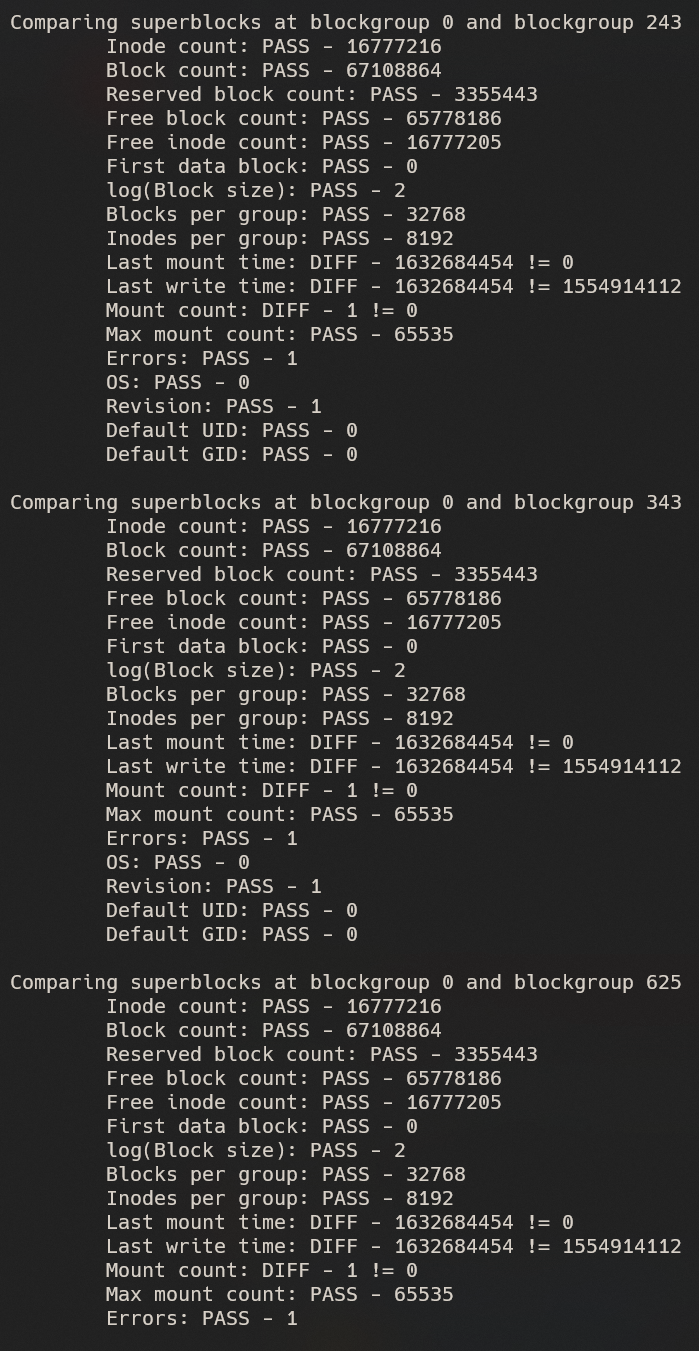 Comparing superblocks at blockgroup 0 and blockgroup 243
Inode count: PASS - 16777216
Block count: PASS - 67108864
Reserved block count: PASS - 3355443
Free block count: PASS - 65778186
Free inode count: PASS - 16777205
First data block: PASS - 0
log(Block size): PASS - 2
Blocks per group: PASS - 32768
Inodes per group: PASS - 8192
Last mount time: DIFF - 1632684454 != 0
Last write time: DIFF - 1632684454 != 1554914112
Mount count: DIFF - 1 != 0
Max mount count: PASS - 65535
Errors: PASS - 1
OS: PASS - 0
Revision: PASS - 1
Default UID: PASS - 0
Default GID: PASS - 0
Comparing superblocks at blockgroup 0 and blockgroup 343
Inode count: PASS - 16777216
Block count: PASS - 67108864
Reserved block count: PASS - 3355443
Free block count: PASS - 65778186
Free inode count: PASS - 16777205
First data block: PASS - 0
log(Block size): PASS - 2
Blocks per group: PASS - 32768
Inodes per group: PASS - 8192
Last mount time: DIFF - 1632684454 != 0
Last write time: DIFF - 1632684454 != 1554914112
Mount count: DIFF - 1 != 0
Max mount count: PASS - 65535
Errors: PASS - 1
OS: PASS - 0
Revision: PASS - 1
Default UID: PASS - 0
Default GID: PASS - 0
Comparing superblocks at blockgroup 0 and blockgroup 625
Inode count: PASS - 16777216
Block count: PASS - 67108864
Reserved block count: PASS - 3355443
Free block count: PASS - 65778186
Free inode count: PASS - 16777205
First data block: PASS - 0
log(Block size): PASS - 2
Blocks per group: PASS - 32768
Inodes per group: PASS - 8192
Last mount time: DIFF - 1632684454 != 0
Last write time: DIFF - 1632684454 != 1554914112
Mount count: DIFF - 1 != 0
Max mount count: PASS - 65535
Errors: PASS - 1